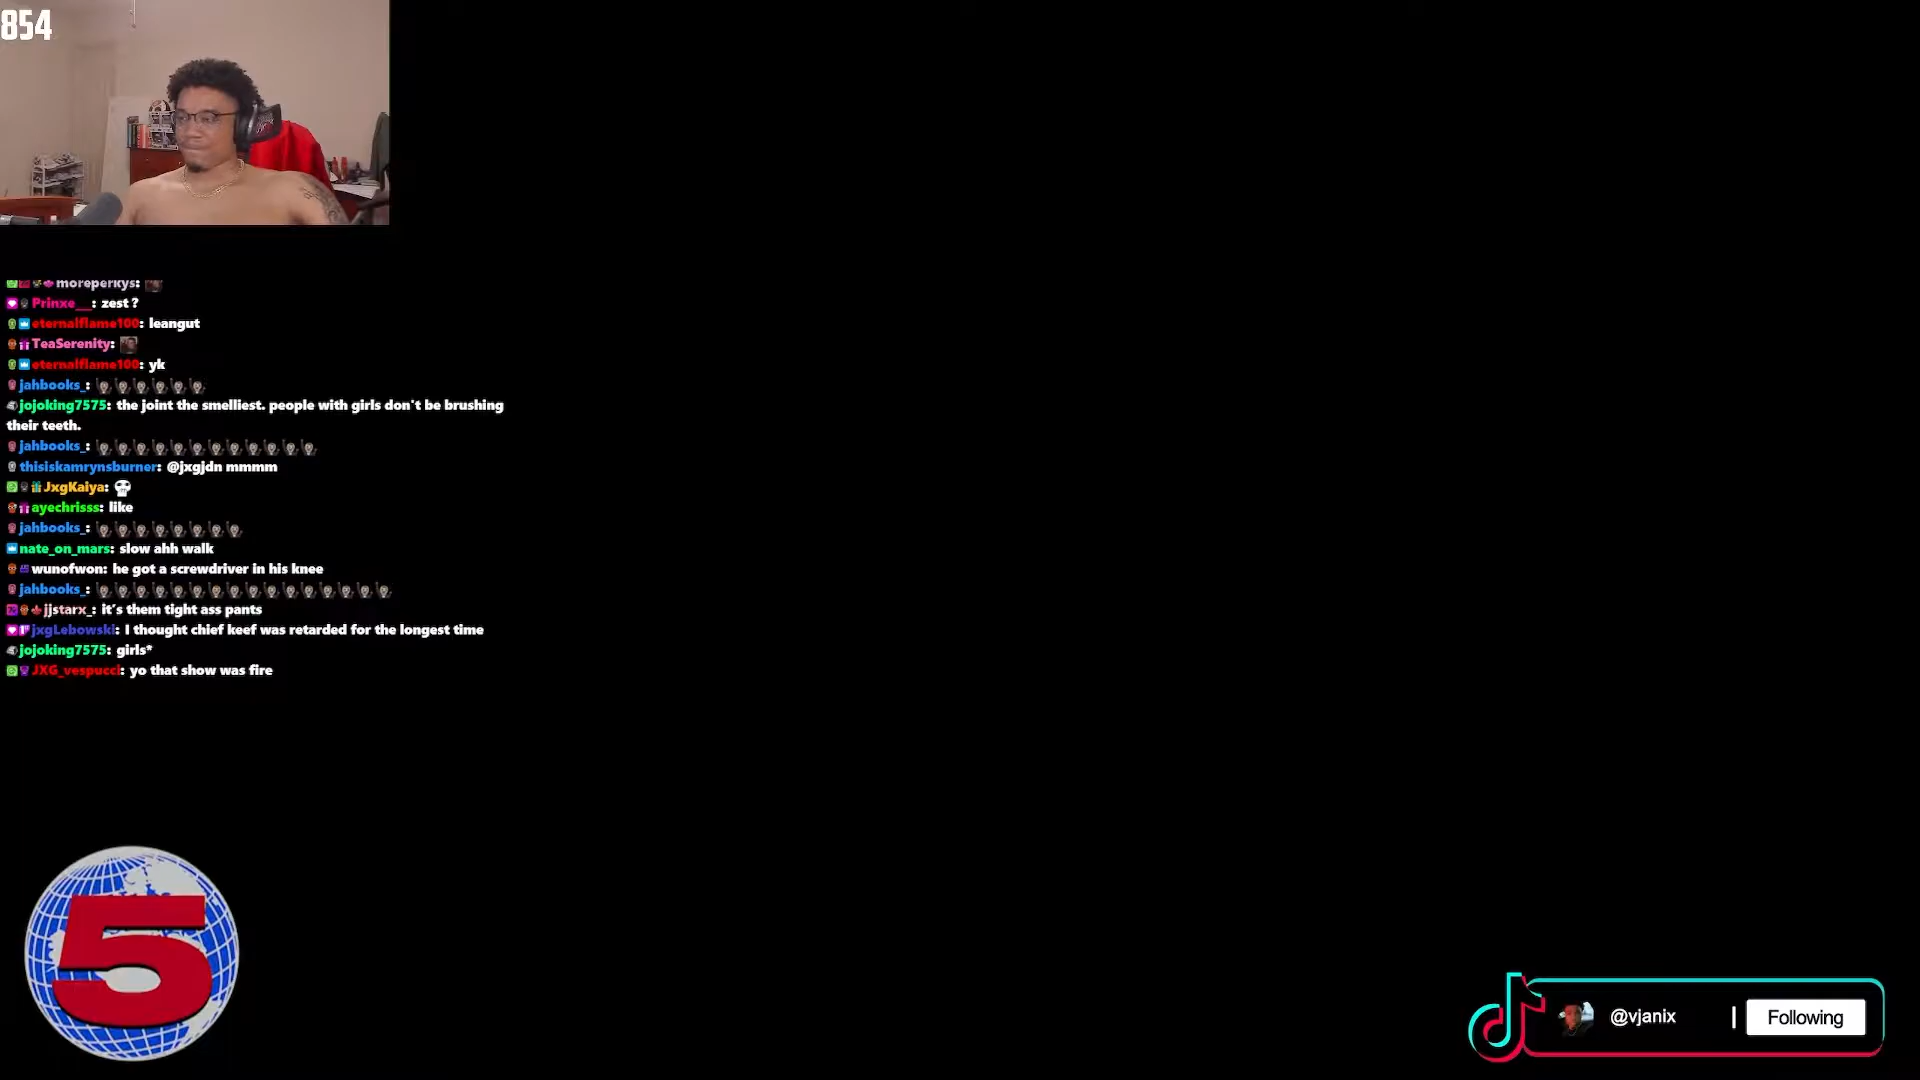 854
moreperkys:
Prinxe__: zest ?
eternalflame100: leangut
TeaSerenity:
eternalflame100: yk
jahbooks_:
jojoking7575: the joint the smelliest. people with girls don't be brushing
their teeth.
jahbooks_:
thisiskamrynsburner: @jxgjdn mmmm
JxgKaiya:
ayechrisss: like
jahbooks_:
nate_on_mars: slow ahh walk
wunofwon: he got a screwdriver in his knee
jahbooks_:
jjstarx_: it's them tight ass pants
jxgLebowski: I thought chief keef was retarded for the longest time
jojoking7575: girls*
JXG_vespucci: yo that show was fire
5
@vjanix
Following